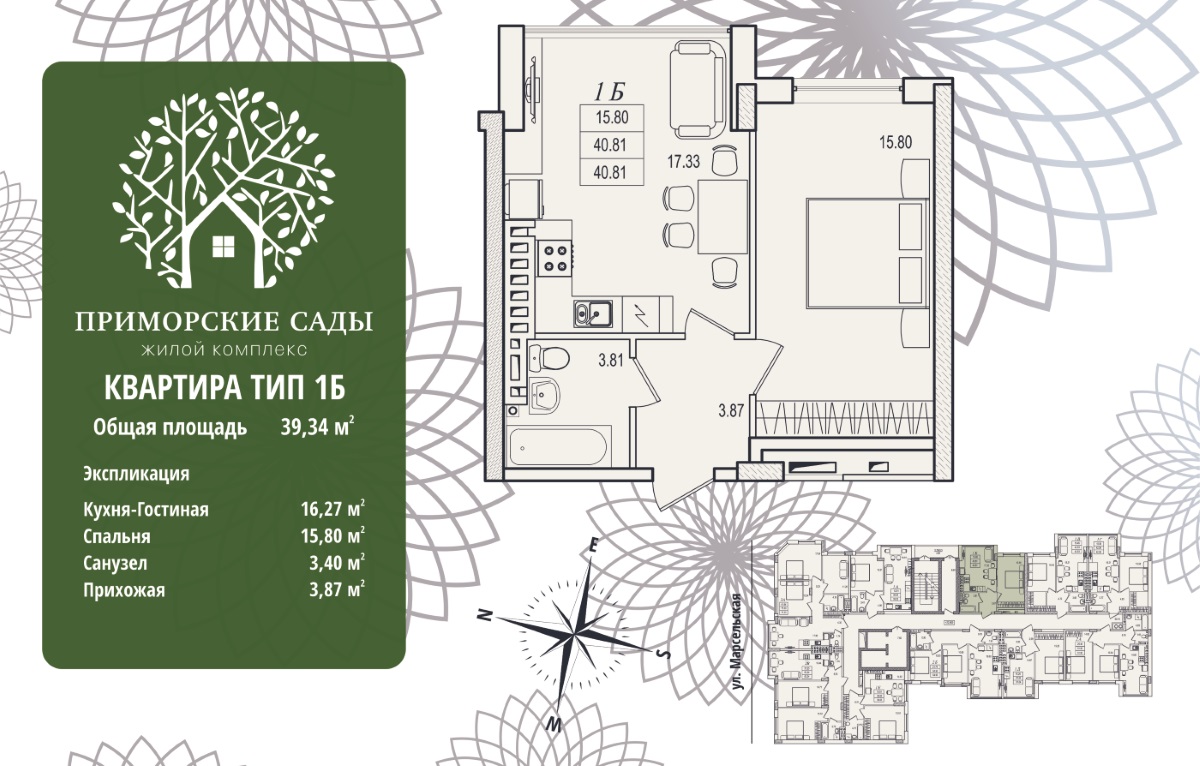 ПРИМОРСКИЕ САДЫ
ЖИЛОЙ КОМПЛЕКС
КВАРТИРА ТИП 1Б
Общая площадь 39,34 м²
Экспликация
Кухня-Гостиная 16,27 м²
Спальня 15,80 м²
Санузел 3,40 м²
Прихожая 3,87 м²
1 Б
15.80
40.81
40.81
17.33
15.80
3.81
3.87
E
N
S
W
ул. Марсельская